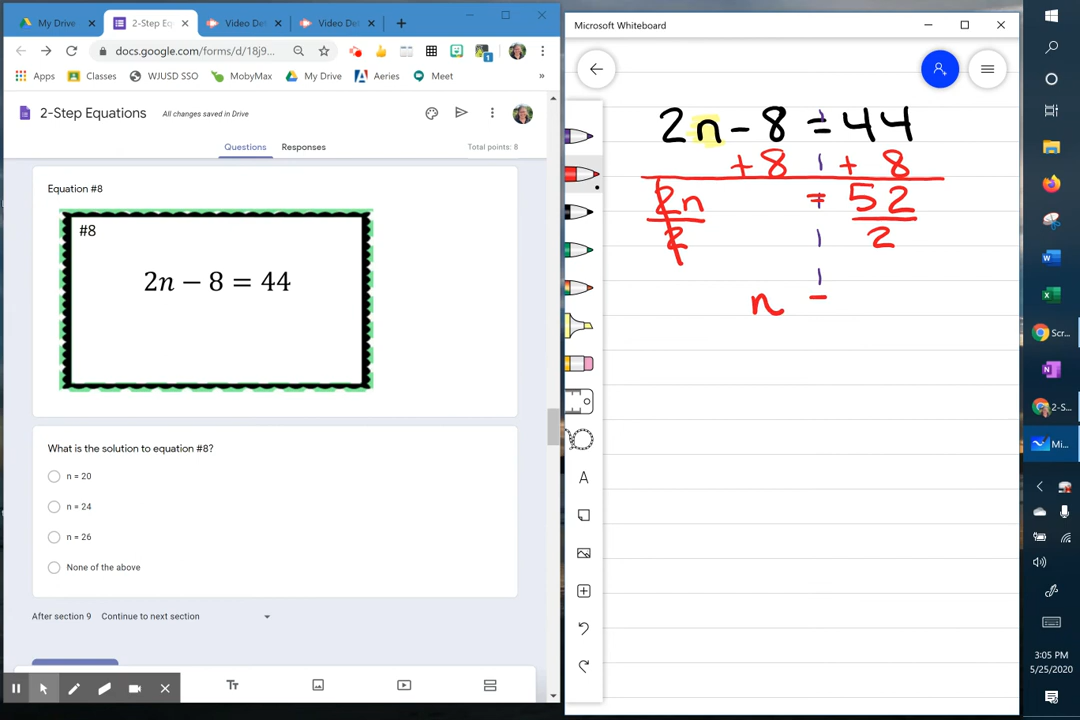 My Drive
2-Step Eq
Video De
Video De
docs.google.com/forms/d/18j9...
Apps
Classes
WJUSD SSO
MobyMax
My Drive
Aeries
Meet
»
2-Step Equations
All changes saved in Drive
Questions
Responses
Total points: 8
Equation #8
#8
2n − 8 = 44
What is the solution to equation #8?
n = 20
n = 24
n = 26
None of the above
After section 9 Continue to next section
Microsoft Whiteboard
2n - 8 = 44
+ 8 + 8
2n = 52
2 2
n =
Scr...
2-S...
Mi...
3:05 PM
5/25/2020